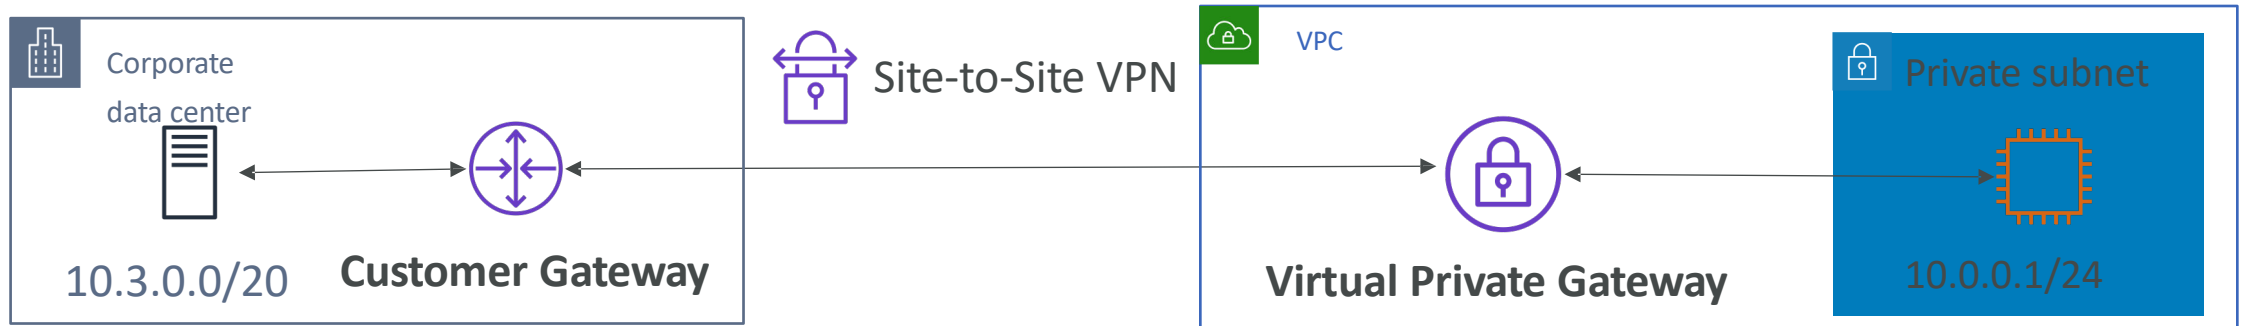 Corporate
data center
10.3.0.0/20
Customer Gateway
Site-to-Site VPN
VPC
Virtual Private Gateway
Private subnet
10.0.0.1/24